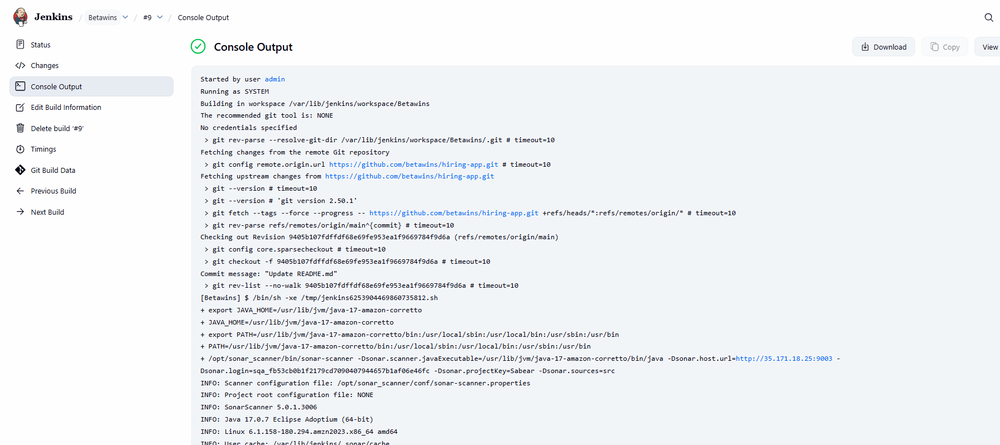 Jenkins / Betawins / #9 / Console Output
Status
Changes
Console Output
Edit Build Information
Delete build ‘#9’
Timings
Git Build Data
Previous Build
Next Build
Console Output
Download
Copy
View
Started by user admin
Running as SYSTEM
Building in workspace /var/lib/jenkins/workspace/Betawins
The recommended git tool is: NONE
No credentials specified
> git rev-parse --resolve-git-dir /var/lib/jenkins/workspace/Betawins/.git # timeout=10
Fetching changes from the remote Git repository
> git config remote.origin.url https://github.com/betawins/hiring-app.git # timeout=10
Fetching upstream changes from https://github.com/betawins/hiring-app.git
> git --version # timeout=10
> git --version # 'git version 2.50.1'
> git fetch --tags --force --progress -- https://github.com/betawins/hiring-app.git +refs/heads/*:refs/remotes/origin/* # timeout=10
> git rev-parse refs/remotes/origin/main^{commit} # timeout=10
Checking out Revision 9405b107fdffdf68e69fe953ea1f9669784f9d6a (refs/remotes/origin/main)
> git config core.sparsecheckout # timeout=10
> git checkout -f 9405b107fdffdf68e69fe953ea1f9669784f9d6a # timeout=10
Commit message: "Update README.md"
> git rev-list --no-walk 9405b107fdffdf68e69fe953ea1f9669784f9d6a # timeout=10
[Betawins] $ /bin/sh -xe /tmp/jenkins6253904469860735812.sh
+ export JAVA_HOME=/usr/lib/jvm/java-17-amazon-corretto
+ JAVA_HOME=/usr/lib/jvm/java-17-amazon-corretto
+ export PATH=/usr/lib/jvm/java-17-amazon-corretto/bin:/usr/local/sbin:/usr/local/bin:/usr/sbin:/usr/bin
+ PATH=/usr/lib/jvm/java-17-amazon-corretto/bin:/usr/local/sbin:/usr/local/bin:/usr/sbin:/usr/bin
+ /opt/sonar_scanner/bin/sonar-scanner -Dsonar.scanner.javaExecutable=/usr/lib/jvm/java-17-amazon-corretto/bin/java -Dsonar.host.url=http://35.171.18.25:9003 -
Dsonar.login=sqa_fb53cb0b1f2179cd7090407944657b1af06e46fc -Dsonar.projectKey=Sabear -Dsonar.sources=src
INFO: Scanner configuration file: /opt/sonar_scanner/conf/sonar-scanner.properties
INFO: Project root configuration file: NONE
INFO: SonarScanner 5.0.1.3006
INFO: Java 17.0.7 Eclipse Adoptium (64-bit)
INFO: Linux 6.1.158-180.294.amzn2023.x86_64 amd64
INFO: User cache: /var/lib/jenkins/.sonar/cache